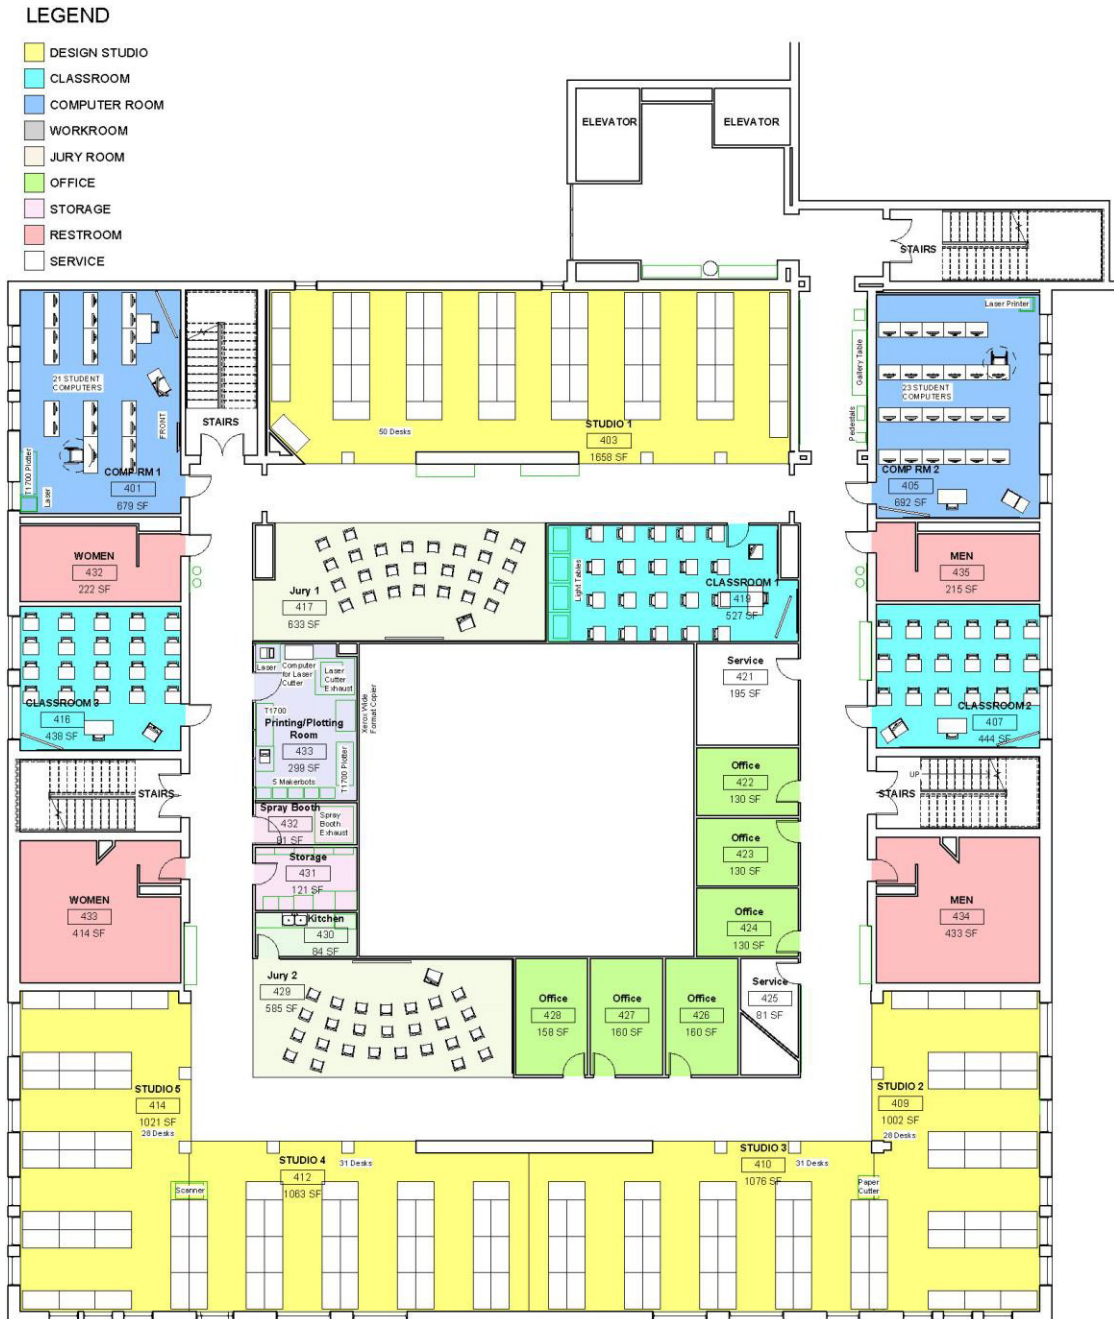 LEGEND
DESIGN STUDIO
CLASSROOM
COMPUTER ROOM
WORKROOM
JURY ROOM
OFFICE
STORAGE
RESTROOM
SERVICE
ELEVATOR
ELEVATOR
STAIRS
21 STUDENT
COMPUTERS
FRONT
T1700 Plotter
Laser
COMP RM 1
401
679 SF
STAIRS
50 Desks
STUDIO 1
403
1658 SF
Gallery Table
Pedestals
Laser Printer
23 STUDENT
COMPUTERS
COMP RM 2
405
692 SF
WOMEN
432
222 SF
Jury 1
417
633 SF
Light Tables
CLASSROOM 1
419
527 SF
MEN
435
215 SF
CLASSROOM 3
416
438 SF
Laser
Computer
for Laser
Cutter
Laser
Cutter
Exhaust
T1700
Printing/Plotting
Room
433
299 SF
5 Makerbots
T1700 Plotter
Xerox Wide
Format Copier
Service
421
195 SF
CLASSROOM 2
407
444 SF
STAIRS
Office
422
130 SF
UP
STAIRS
Spray Booth
432
91 SF
Spray
Booth
Exhaust
Office
423
130 SF
Storage
431
121 SF
WOMEN
433
414 SF
Kitchen
430
84 SF
Office
424
130 SF
MEN
434
433 SF
Jury 2
429
585 SF
Office
428
158 SF
Office
427
160 SF
Office
426
160 SF
Service
425
81 SF
STUDIO 5
414
1021 SF
28 Desks
STUDIO 2
409
1002 SF
28 Desks
STUDIO 4
412
1063 SF
31 Desks
Scanner
STUDIO 3
410
1076 SF
31 Desks
Paper
Cutter